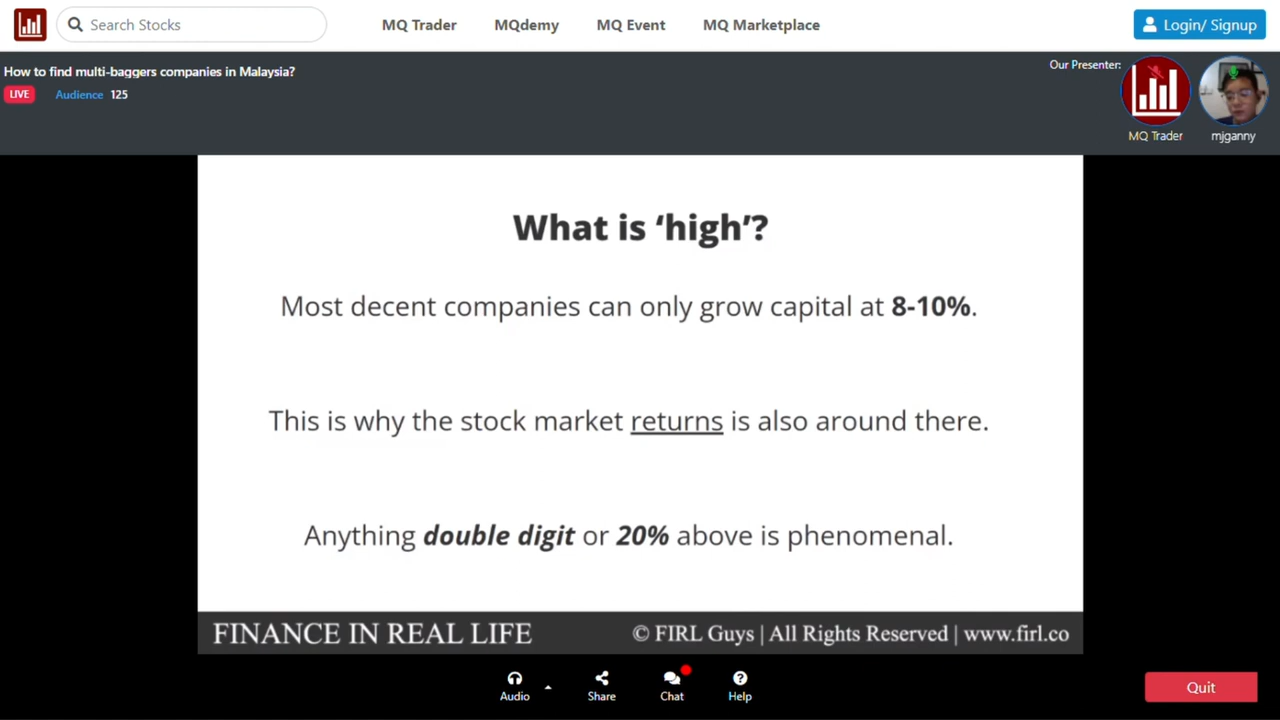 Search Stocks
MQ Trader
MQdemy
MQ Event
MQ Marketplace
Login/ Signup
How to find multi-baggers companies in Malaysia?
LIVE
Audience 125
Our Presenter:
MQ Trader
mjganny
What is ‘high’?
Most decent companies can only grow capital at 8-10%.
This is why the stock market returns is also around there.
Anything double digit or 20% above is phenomenal.
FINANCE IN REAL LIFE
© FIRL Guys | All Rights Reserved | www.firl.co
Audio
Share
Chat
Help
Quit